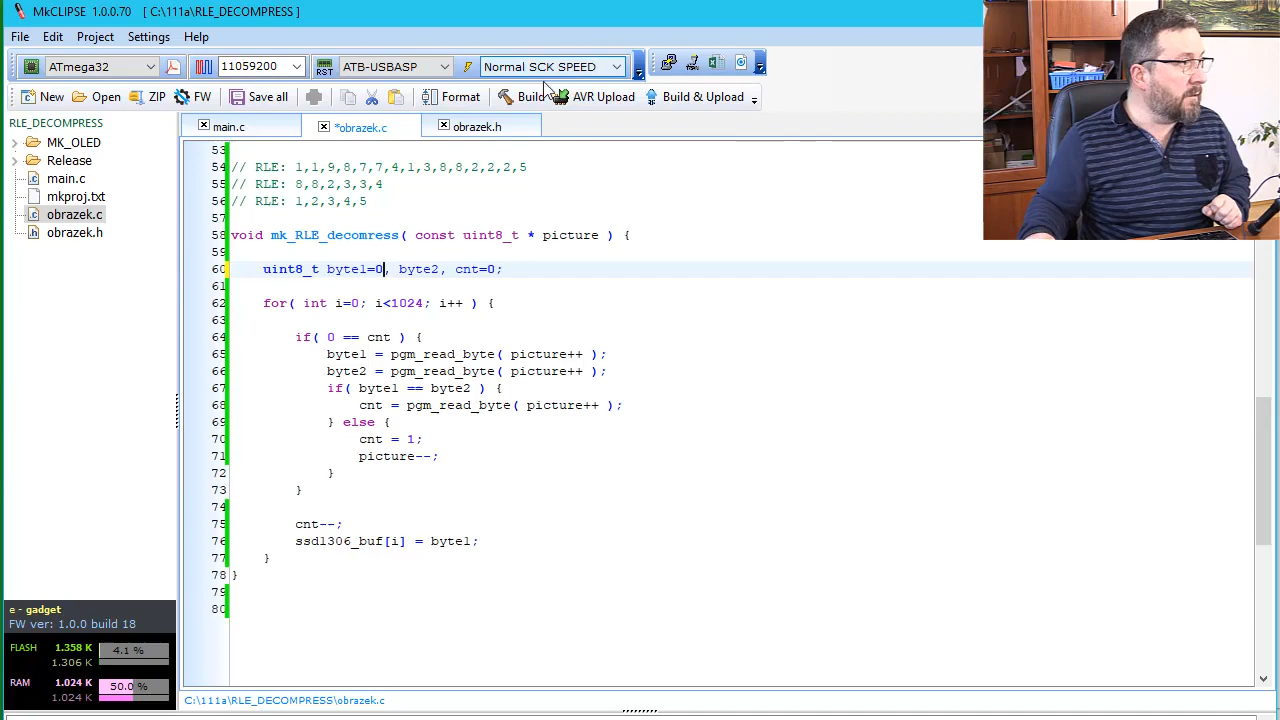 MkCLIPSE 1.0.0.70 [ C:\111a\RLE_DECOMPRESS ]
File Edit Project Settings Help
ATmega32 11059200 RST ATB-USBASP Normal SCK SPEED
New Open ZIP FW Save all Format Build AVR Upload Build & Upload
RLE_DECOMPRESS
MK_OLED
Release
main.c
mkproj.txt
obrazek.c
obrazek.h
main.c *obrazek.c obrazek.h
53
54 // RLE: 1,1,9,8,7,7,4,1,3,8,8,2,2,2,5
55 // RLE: 8,8,2,3,3,4
56 // RLE: 1,2,3,4,5
57
58 void mk_RLE_decomress( const uint8_t * picture ) {
59
60 uint8_t byte1=0, byte2, cnt=0;
61
62 for( int i=0; i<1024; i++ ) {
63
64 if( 0 == cnt ) {
65 byte1 = pgm_read_byte( picture++ );
66 byte2 = pgm_read_byte( picture++ );
67 if( byte1 == byte2 ) {
68 cnt = pgm_read_byte( picture++ );
69 } else {
70 cnt = 1;
71 picture--;
72 }
73 }
74
75 cnt--;
76 ssd1306_buf[i] = byte1;
77 }
78 }
79
80
e - gadget
FW ver: 1.0.0 build 18
FLASH 1.358 K 4.1 %
1.306 K
RAM 1.024 K 50.0 %
1.024 K
C:\111a\RLE_DECOMPRESS\obrazek.c